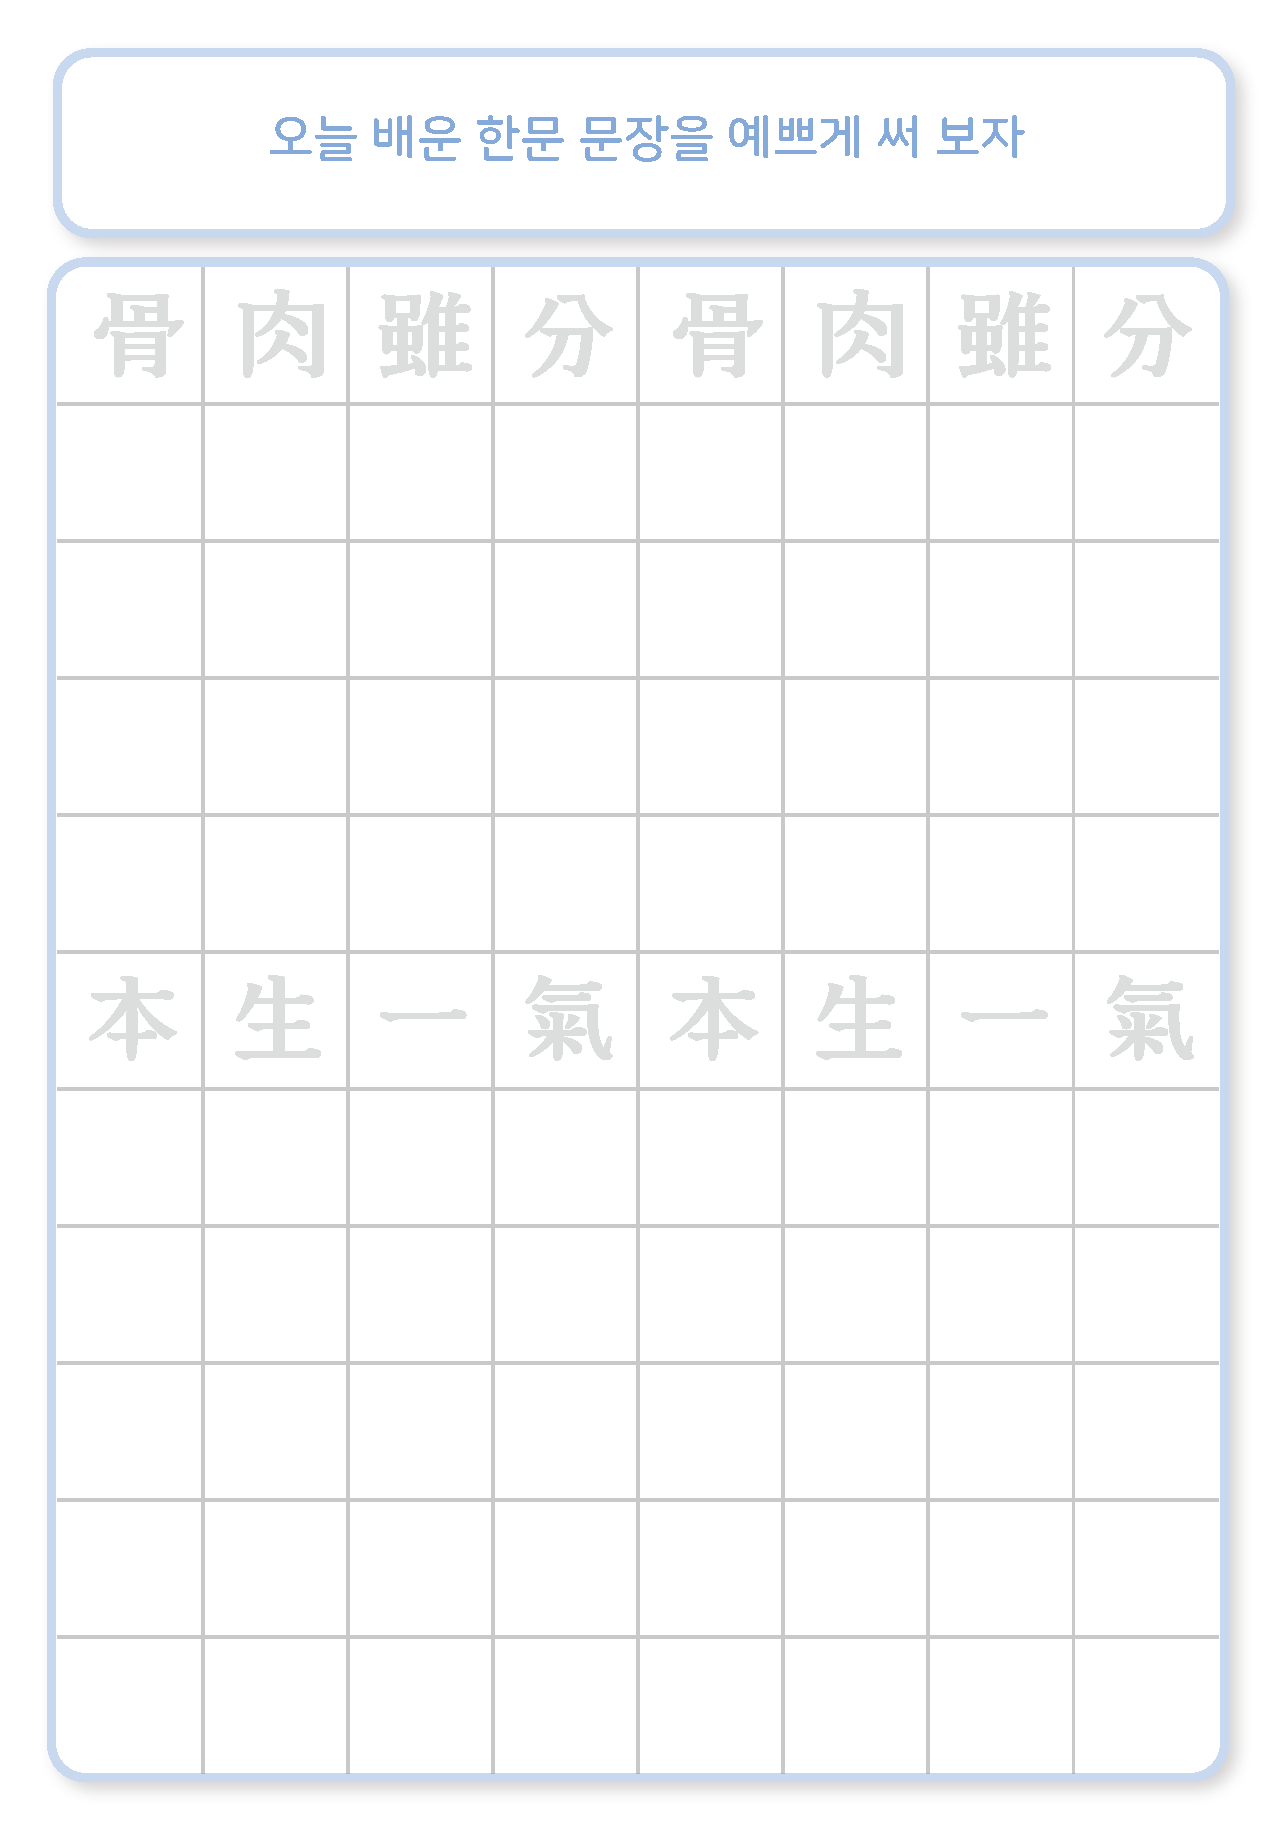 오늘 배운 한문 문장을 예쁘게 써 보자
骨 肉 雖 分 骨 肉 雖 分
本 生 一 氣 本 生 一 氣